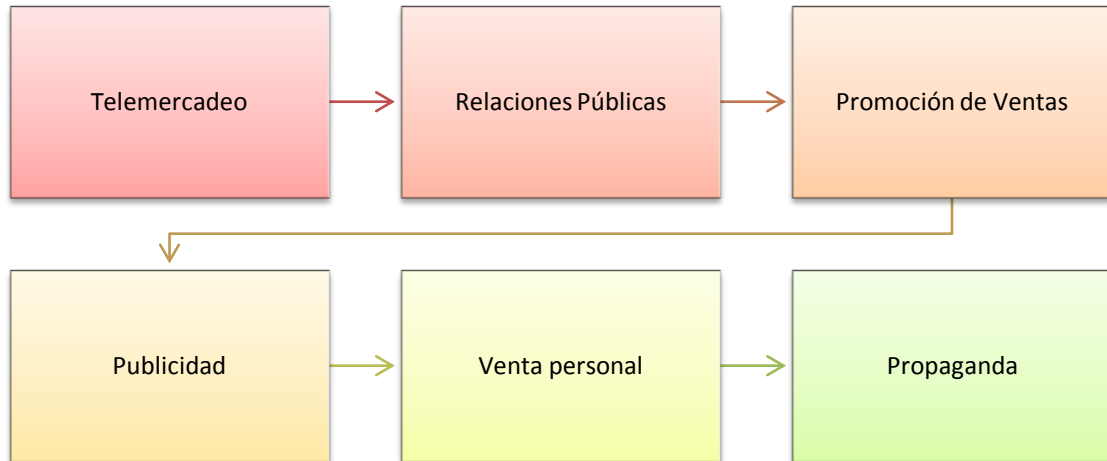 Telemercadeo
Relaciones Públicas
Promoción de Ventas
Publicidad
Venta personal
Propaganda